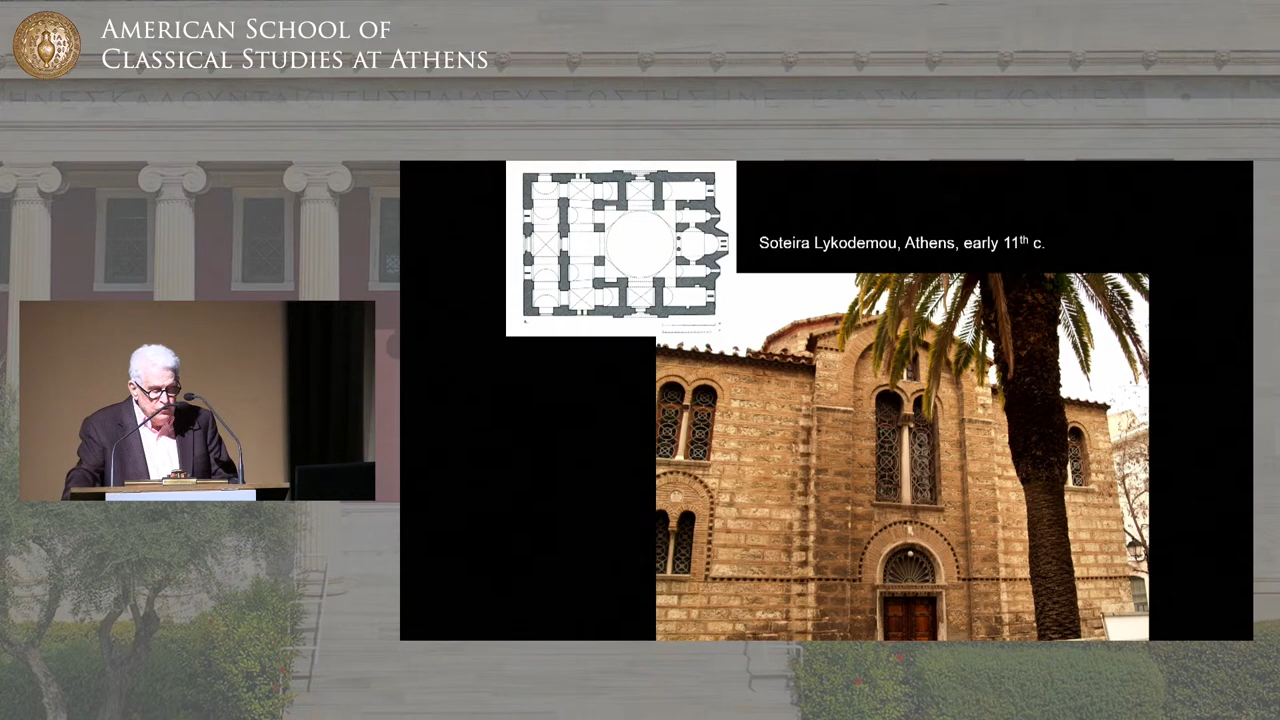 AMERICAN SCHOOL OF
CLASSICAL STUDIES AT ATHENS
Soteira Lykodemou, Athens, early 11th c.